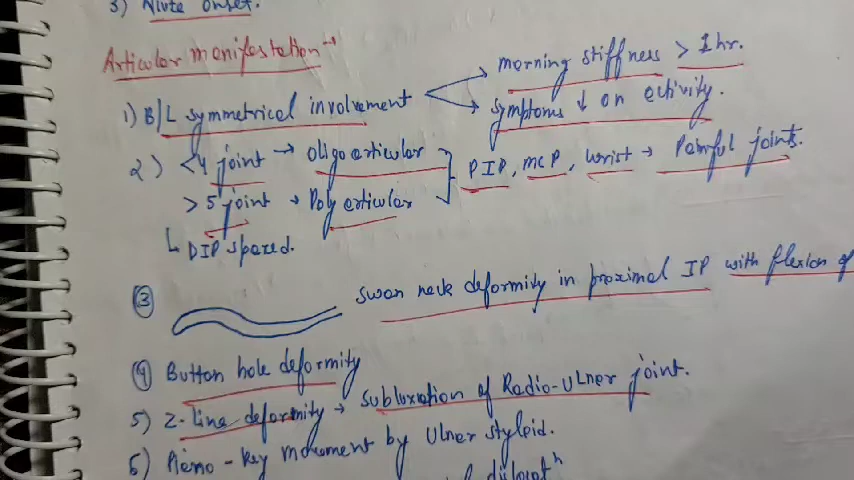 3) Acute onset.
Articular manifestation →
1) B/L symmetrical involvement
morning stiffness > 1 hr.
symptoms ↓ on activity.
2) <4 joint → oligoarticular
PIP, MCP, wrist → Painful joints.
> 5 joint → Polyarticular
↳ DIP spared.
③ swan neck deformity in proximal IP with flexion of
④ Button hole deformity
5) Z-line deformity → subluxation of Radio-Ulner joint.
6) Piano-key movement by Ulner styloid.